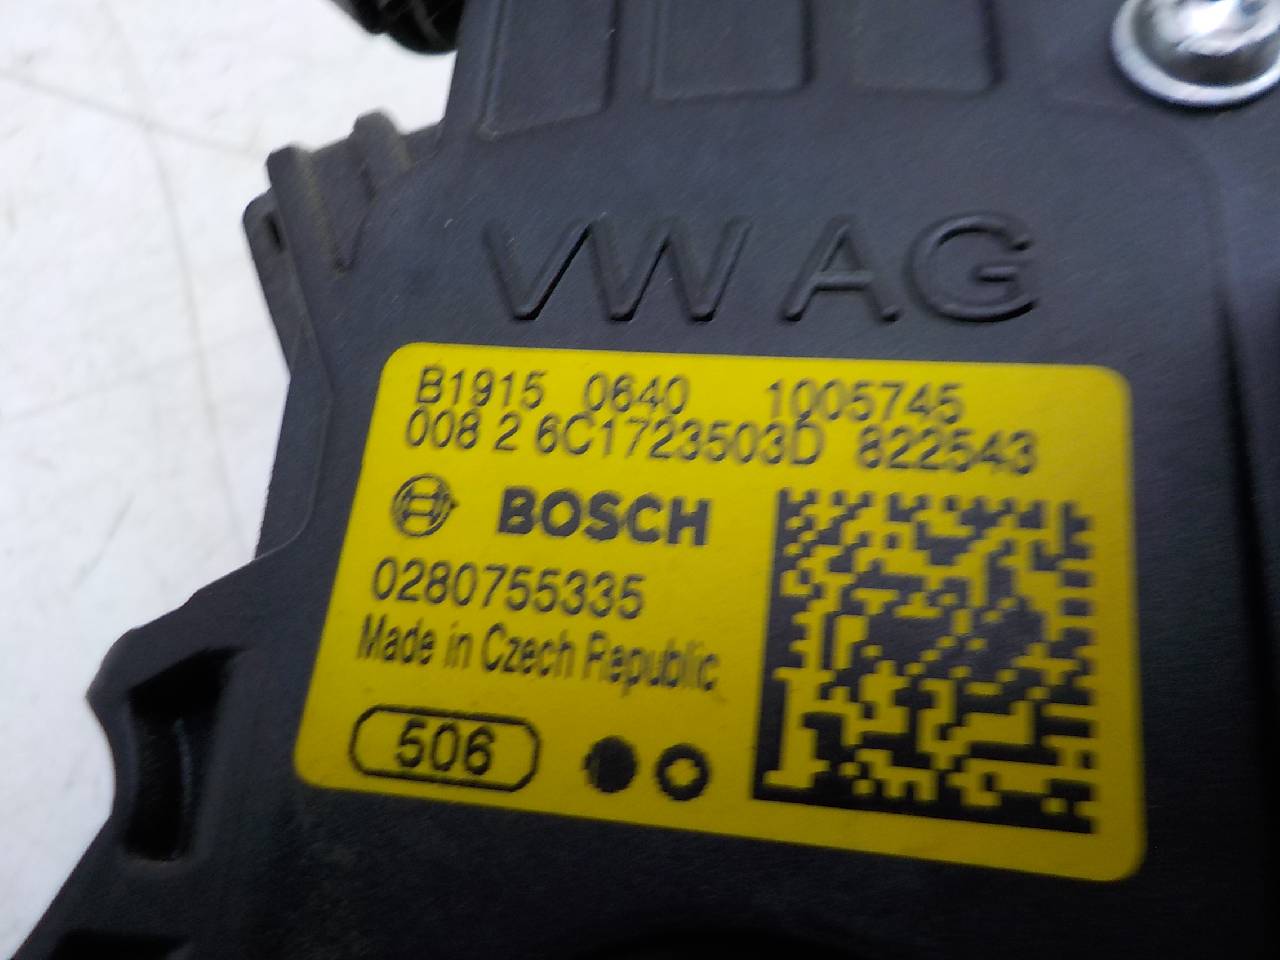 VW AG
B1915 0640 1005745
008 2 6C1723503D 822543
BOSCH
0280755335
Made in Czech Republic
506